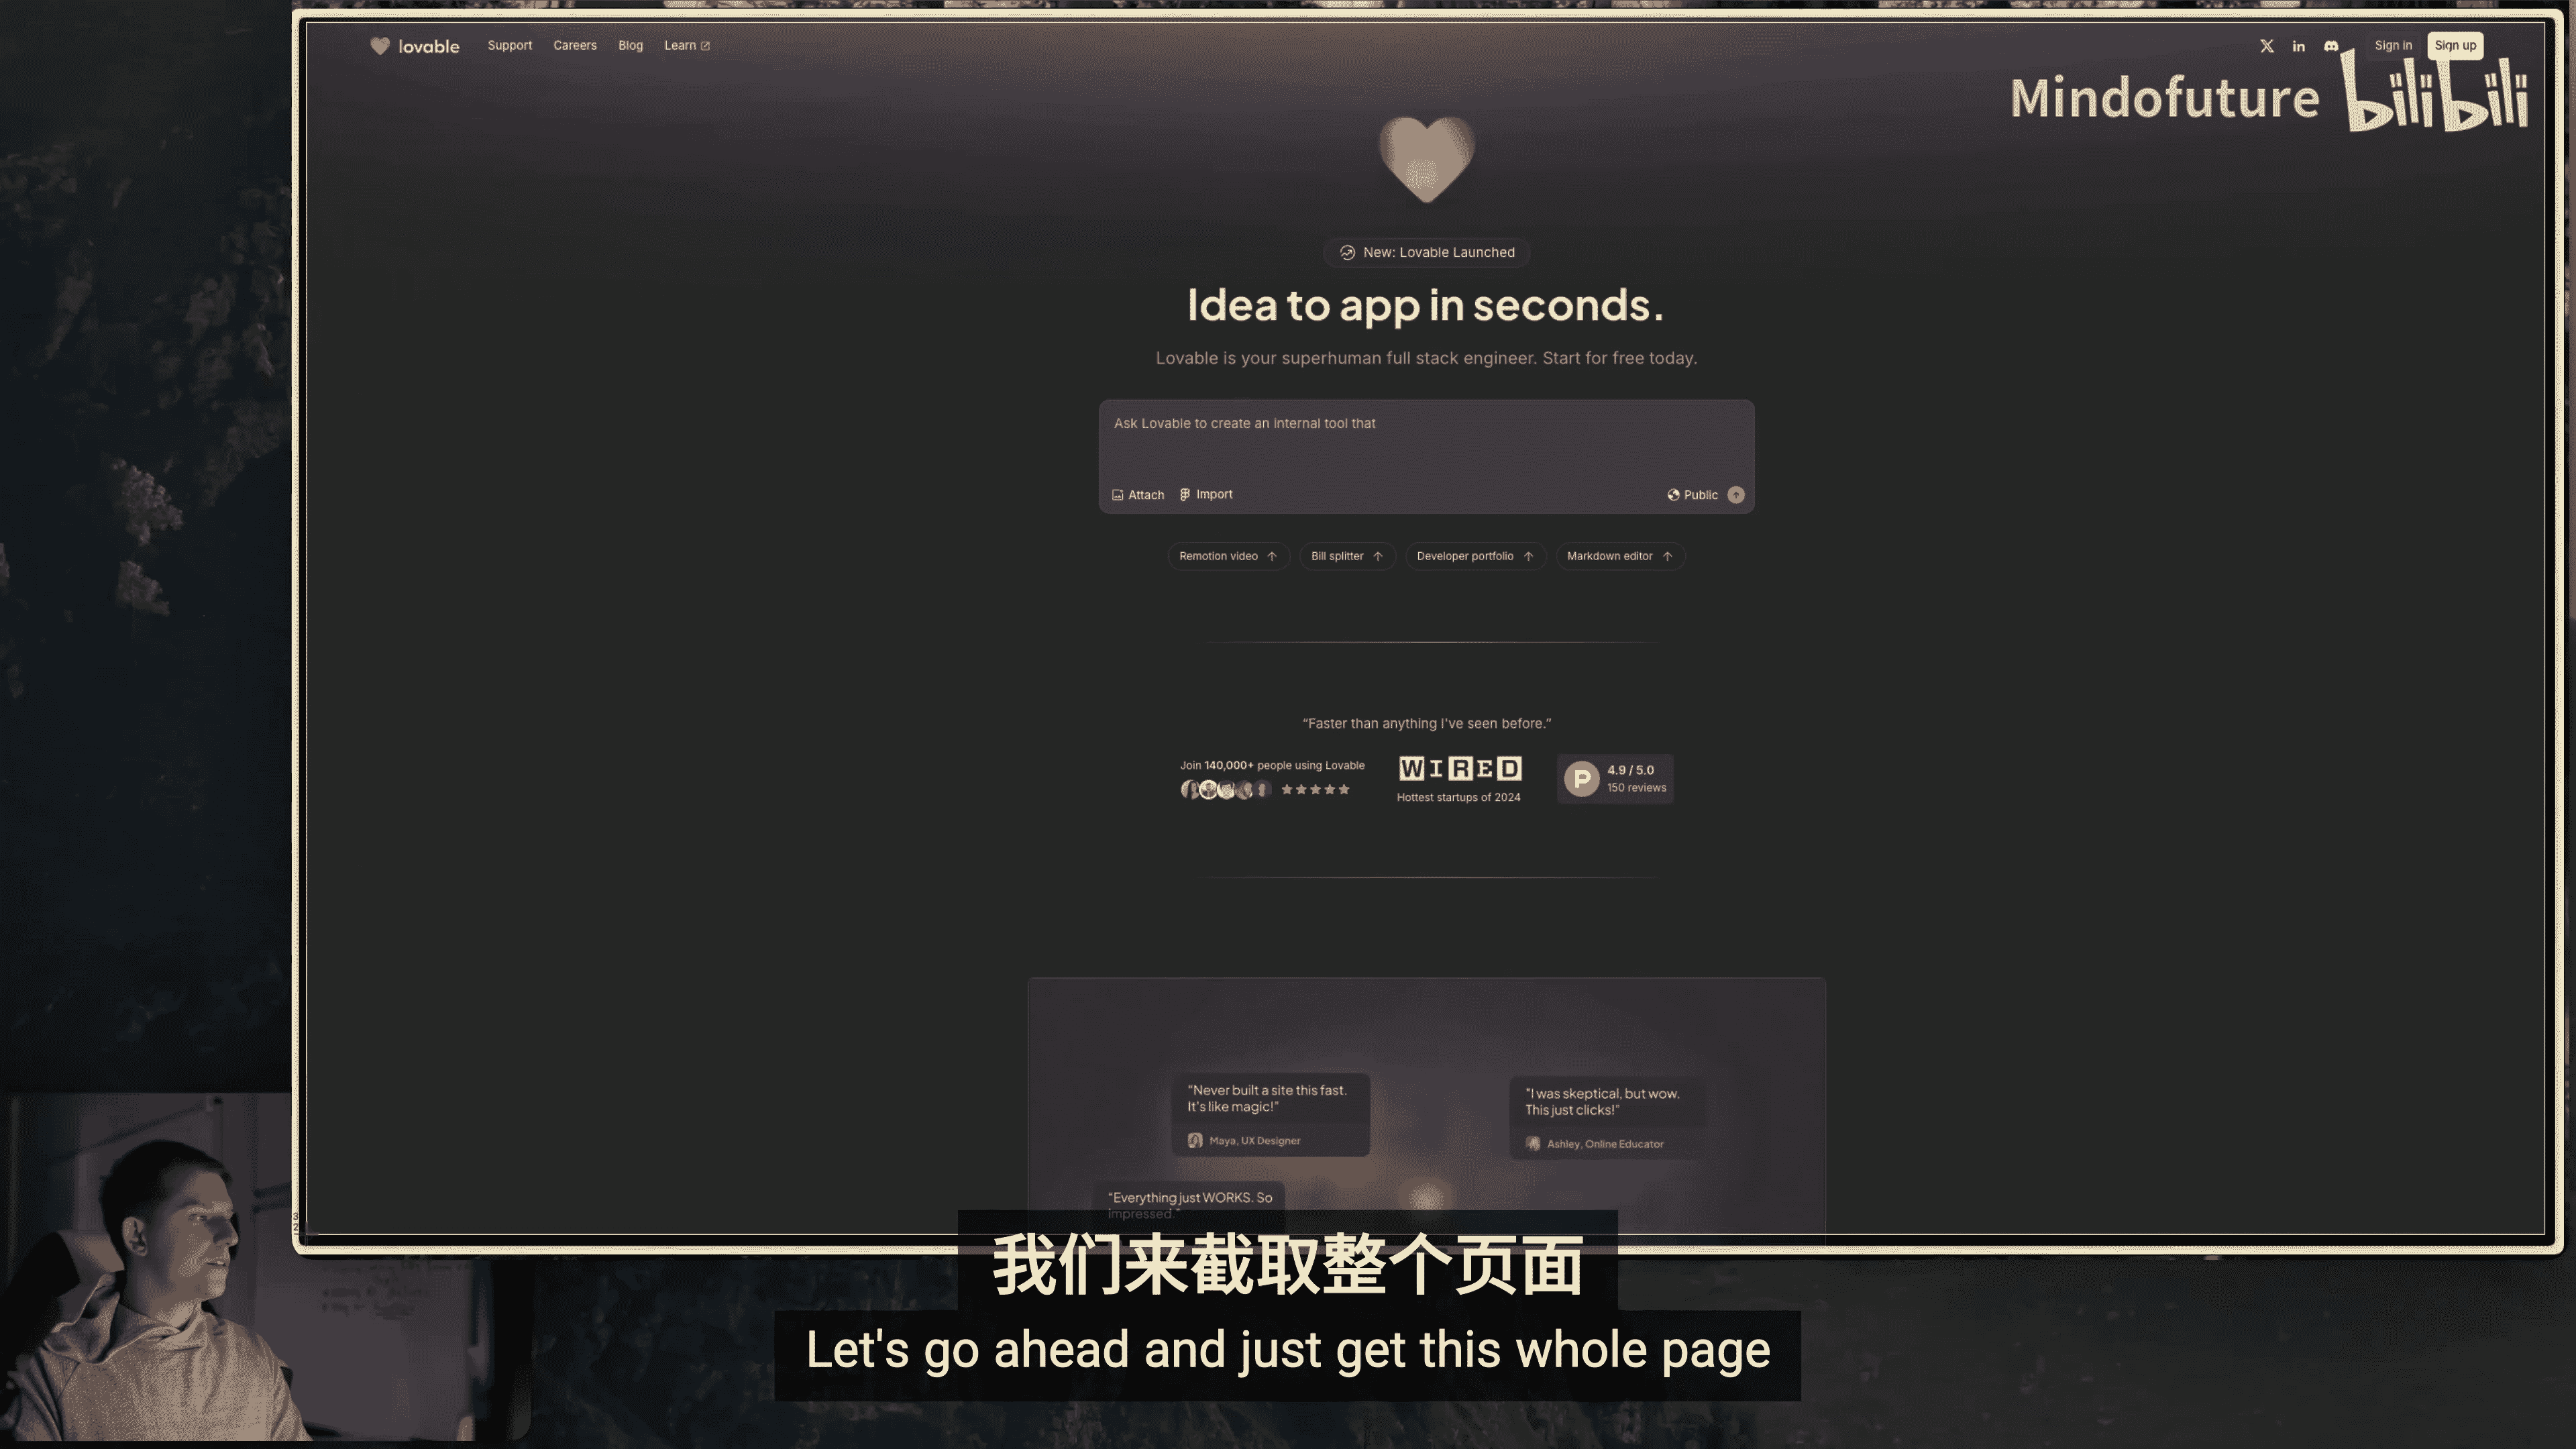 lovable Support Careers Blog Learn
Sign in Sign up
Mindofuture bilibili
New: Lovable Launched
Idea to app in seconds.
Lovable is your superhuman full stack engineer. Start for free today.
Ask Lovable to create an internal tool that
Attach Import Public
Remotion video Bill splitter Developer portfolio Markdown editor
“Faster than anything I've seen before.”
Join 140,000+ people using Lovable
WIRED
Hottest startups of 2024
P
4.9 / 5.0
150 reviews
“Never built a site this fast.
It's like magic!”
Maya, UX Designer
“I was skeptical, but wow.
This just clicks!”
Ashley, Online Educator
“Everything just WORKS. So
impressed.”
我们来截取整个页面
Let's go ahead and just get this whole page